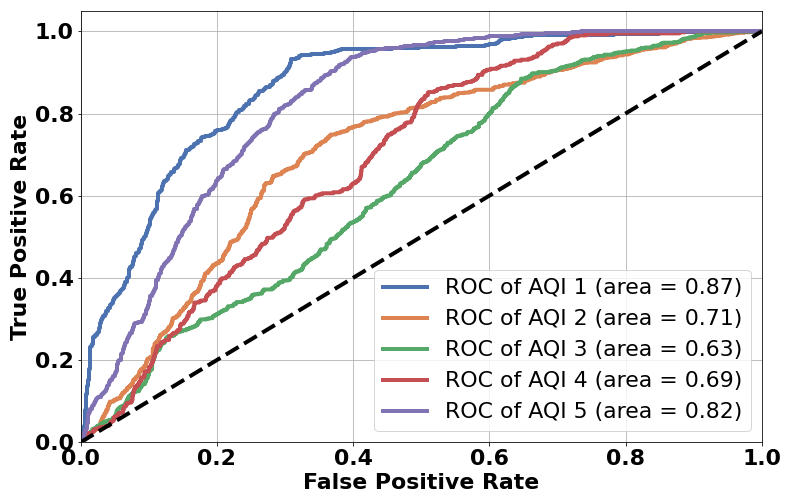 1.0
0.8
0.6
0.4
0.2
0.0
True Positive Rate
ROC of AQI 1 (area = 0.87)
ROC of AQI 2 (area = 0.71)
ROC of AQI 3 (area = 0.63)
ROC of AQI 4 (area = 0.69)
ROC of AQI 5 (area = 0.82)
0.0 0.2 0.4 0.6 0.8 1.0
False Positive Rate